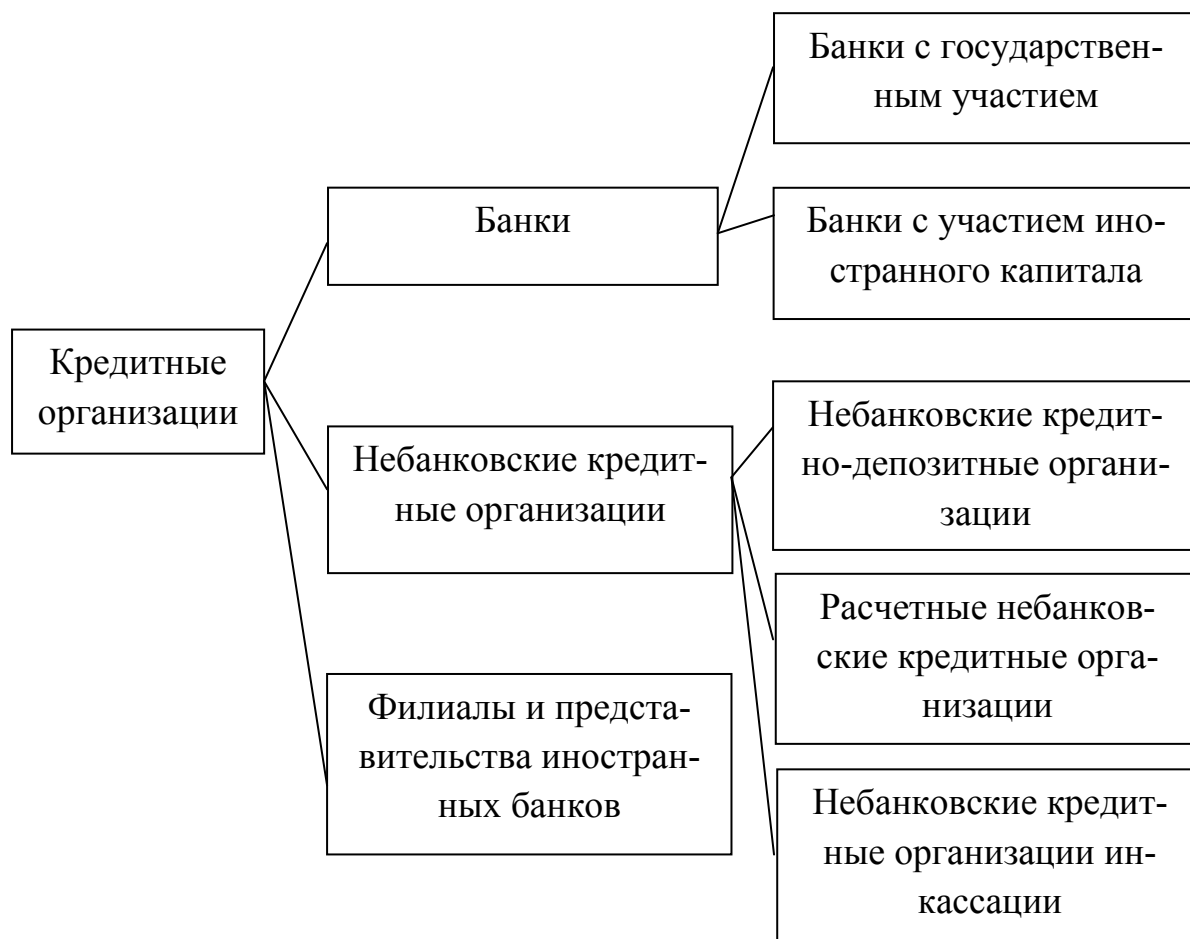 Кредитные
организации
Банки
Банки с государствен-
ным участием
Банки с участием ино-
странного капитала
Небанковские кредит-
ные организации
Небанковские кредит-
но-депозитные органи-
зации
Расчетные небанков-
ские кредитные орга-
низации
Небанковские кредит-
ные организации ин-
кассации
Филиалы и предста-
вительства иностран-
ных банков